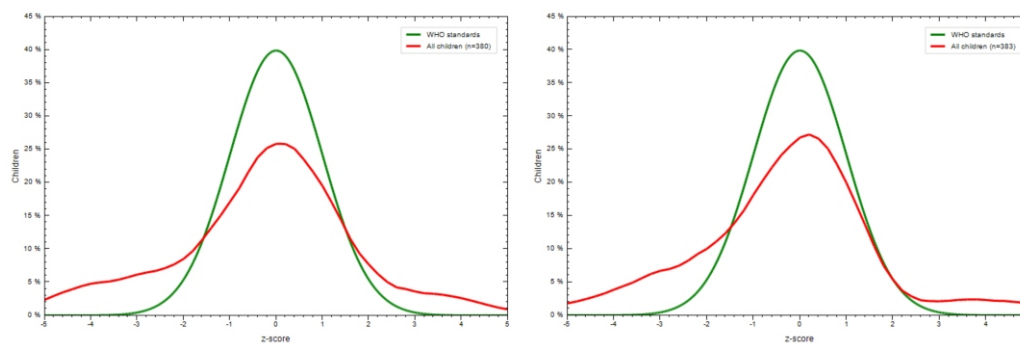 45 %
40 %
35 %
30 %
25 %
20 %
15 %
10 %
5 %
0 %
Children
-5 -4 -3 -2 -1 0 1 2 3 4 5
z-score
WHO standards
All children (n=380)
45 %
40 %
35 %
30 %
25 %
20 %
15 %
10 %
5 %
0 %
Children
-5 -4 -3 -2 -1 0 1 2 3 4
z-score
WHO standards
All children (n=383)